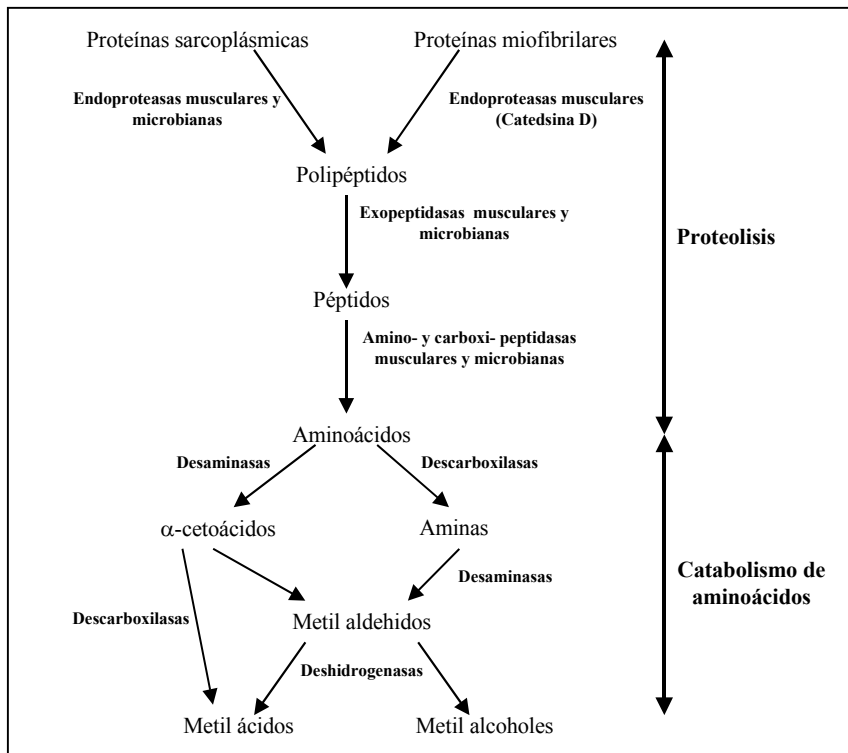 Proteínas sarcoplásmicas
Proteínas miofibrilares
Endoproteasas musculares y
microbianas
Endoproteasas musculares
(Catedsina D)
Polipéptidos
Exopeptidasas musculares y
microbianas
Proteolisis
Péptidos
Amino- y carboxi- peptidasas
musculares y microbianas
Aminoácidos
Desaminasas
Descarboxilasas
α-cetoácidos
Aminas
Desaminasas
Catabolismo de
aminoácidos
Descarboxilasas
Metil aldehidos
Deshidrogenasas
Metil ácidos
Metil alcoholes